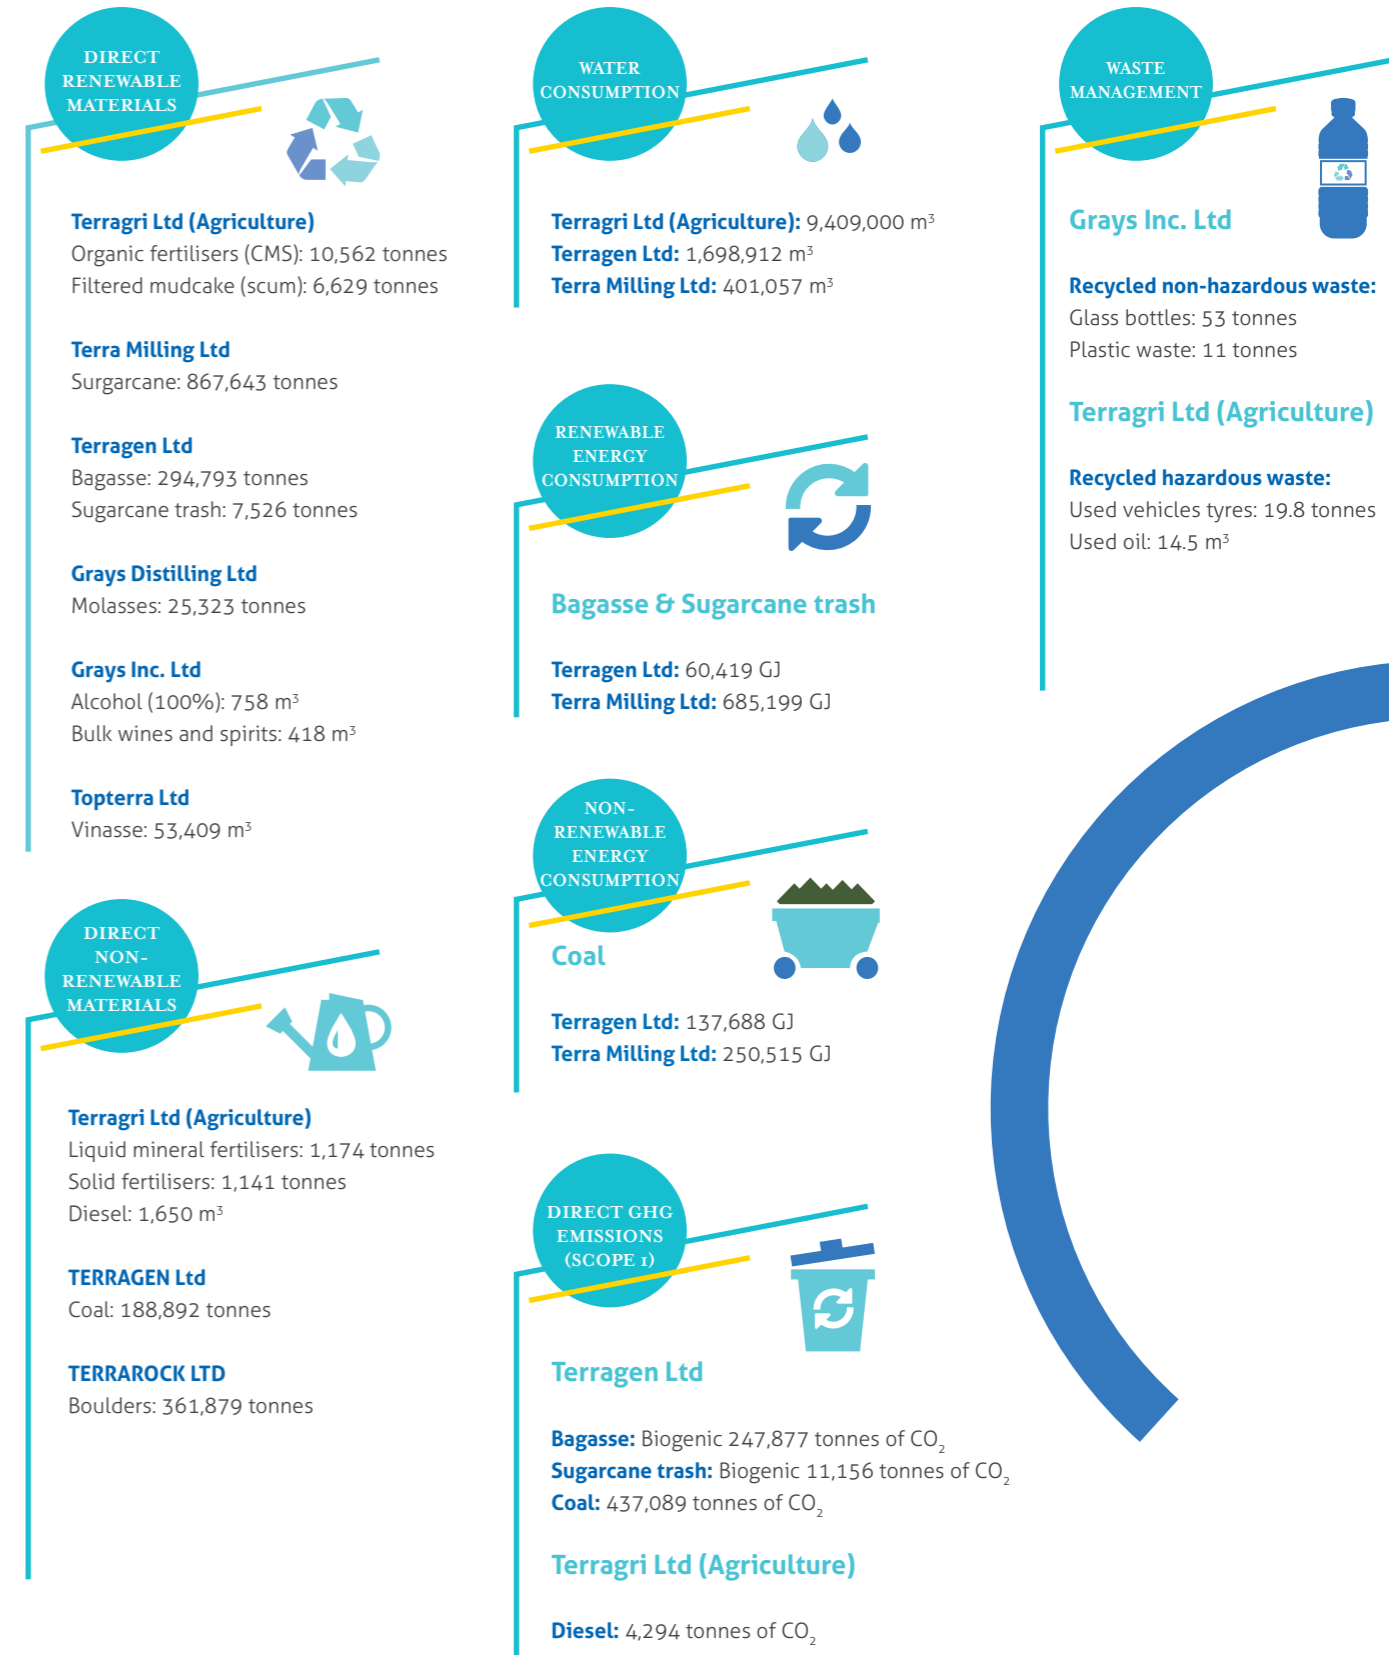 DIRECT
RENEWABLE
MATERIALS
Terragri Ltd (Agriculture)
Organic fertilisers (CMS): 10,562 tonnes
Filtered mudcake (scum): 6,629 tonnes
Terra Milling Ltd
Surgarcane: 867,643 tonnes
Terragen Ltd
Bagasse: 294,793 tonnes
Sugarcane trash: 7,526 tonnes
Grays Distilling Ltd
Molasses: 25,323 tonnes
Grays Inc. Ltd
Alcohol (100%): 758 m³
Bulk wines and spirits: 418 m³
Topterra Ltd
Vinasse: 53,409 m³
DIRECT
NON-
RENEWABLE
MATERIALS
Terragri Ltd (Agriculture)
Liquid mineral fertilisers: 1,174 tonnes
Solid fertilisers: 1,141 tonnes
Diesel: 1,650 m³
TERRAGEN Ltd
Coal: 188,892 tonnes
TERRAROCK LTD
Boulders: 361,879 tonnes
WATER
CONSUMPTION
Terragri Ltd (Agriculture): 9,409,000 m³
Terragen Ltd: 1,698,912 m³
Terra Milling Ltd: 401,057 m³
RENEWABLE
ENERGY
CONSUMPTION
Bagasse & Sugarcane trash
Terragen Ltd: 60,419 GJ
Terra Milling Ltd: 685,199 GJ
NON-
RENEWABLE
ENERGY
CONSUMPTION
Coal
Terragen Ltd: 137,688 GJ
Terra Milling Ltd: 250,515 GJ
DIRECT GHG
EMISSIONS
(SCOPE 1)
Terragen Ltd
Bagasse: Biogenic 247,877 tonnes of CO₂
Sugarcane trash: Biogenic 11,156 tonnes of CO₂
Coal: 437,089 tonnes of CO₂
Terragri Ltd (Agriculture)
Diesel: 4,294 tonnes of CO₂
WASTE
MANAGEMENT
Grays Inc. Ltd
Recycled non-hazardous waste:
Glass bottles: 53 tonnes
Plastic waste: 11 tonnes
Terragri Ltd (Agriculture)
Recycled hazardous waste:
Used vehicles tyres: 19.8 tonnes
Used oil: 14.5 m³